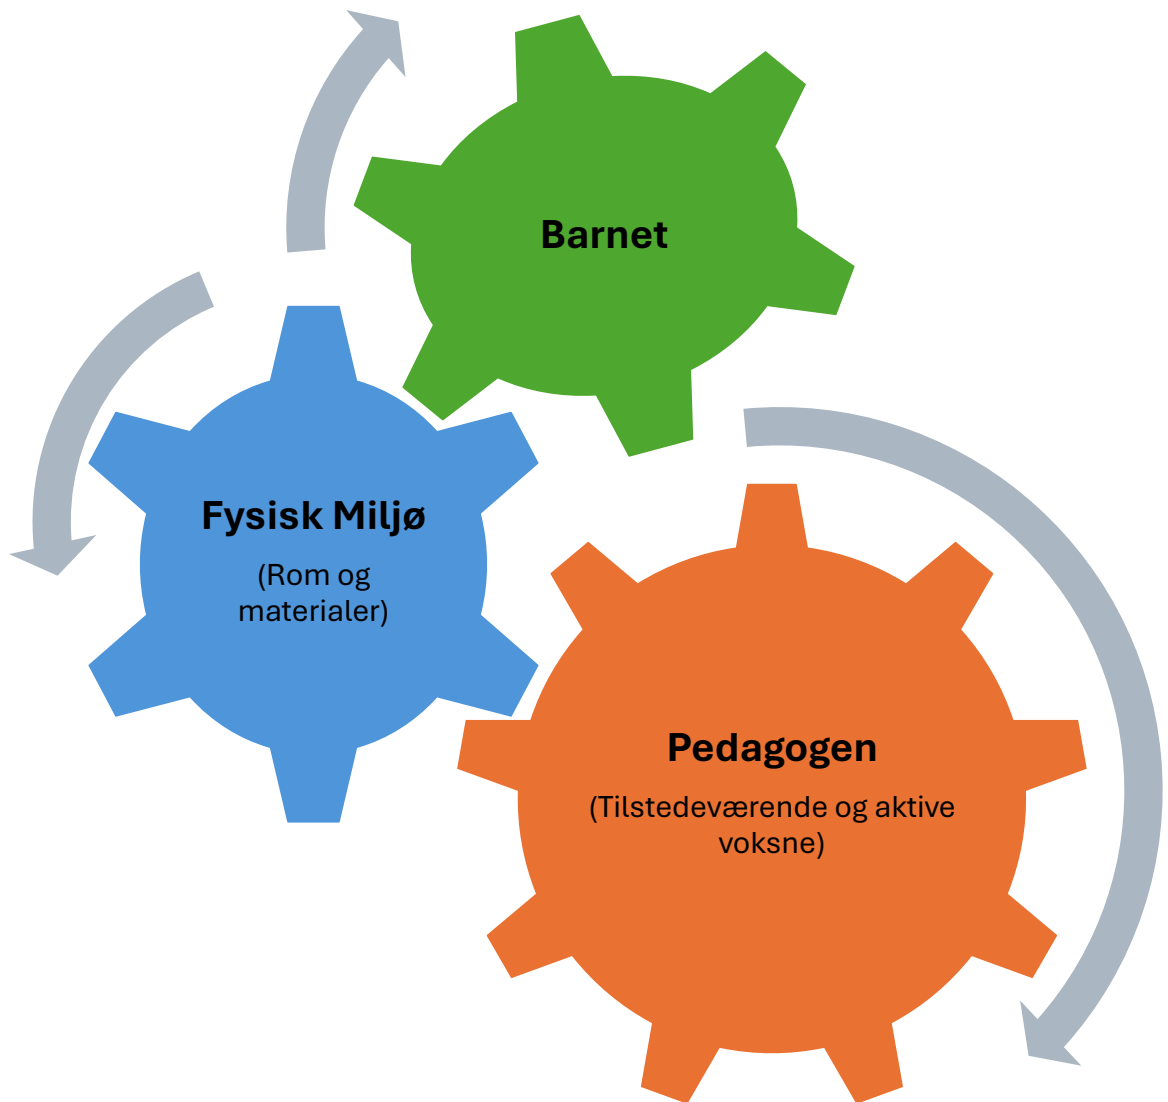 Barnet
Fysisk Miljø
(Rom og
materialer)
Pedagogen
(Tilstedeværende og aktive
voksne)